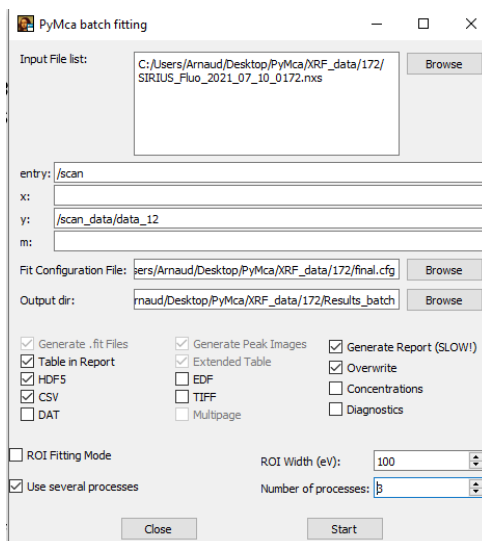 PyMca batch fitting
Input File list:
C:/Users/Arnaud/Desktop/PyMca/XRF_data/172/
SIRIUS_Fluo_2021_07_10_0172.nxs
Browse
entry: /scan
x:
y: /scan_data/data_12
m:
Fit Configuration File: sers/Arnaud/Desktop/PyMca/XRF_data/172/final.cfg Browse
Output dir: rnaud/Desktop/PyMca/XRF_data/172/Results_batch Browse
Generate .fit Files Generate Peak Images Generate Report (SLOW!)
Table in Report Extended Table Overwrite
HDF5 EDF Concentrations
CSV TIFF Diagnostics
DAT Multipage
ROI Fitting Mode ROI Width (eV): 100
Use several processes Number of processes: 3
Close Start